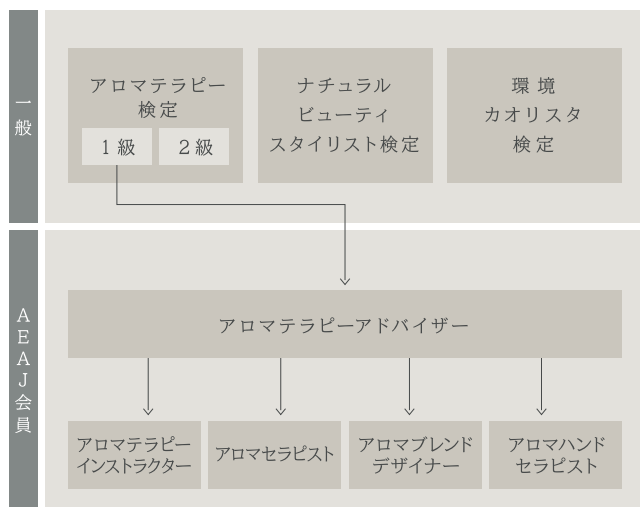 一般
アロマテラピー
検定
1級
2級
ナチュラル
ビューティ
スタイリスト検定
環境
カオリスタ
検定
AEAJ会員
アロマテラピーアドバイザー
アロマテラピー
インストラクター
アロマセラピスト
アロマブレンド
デザイナー
アロマハンド
セラピスト